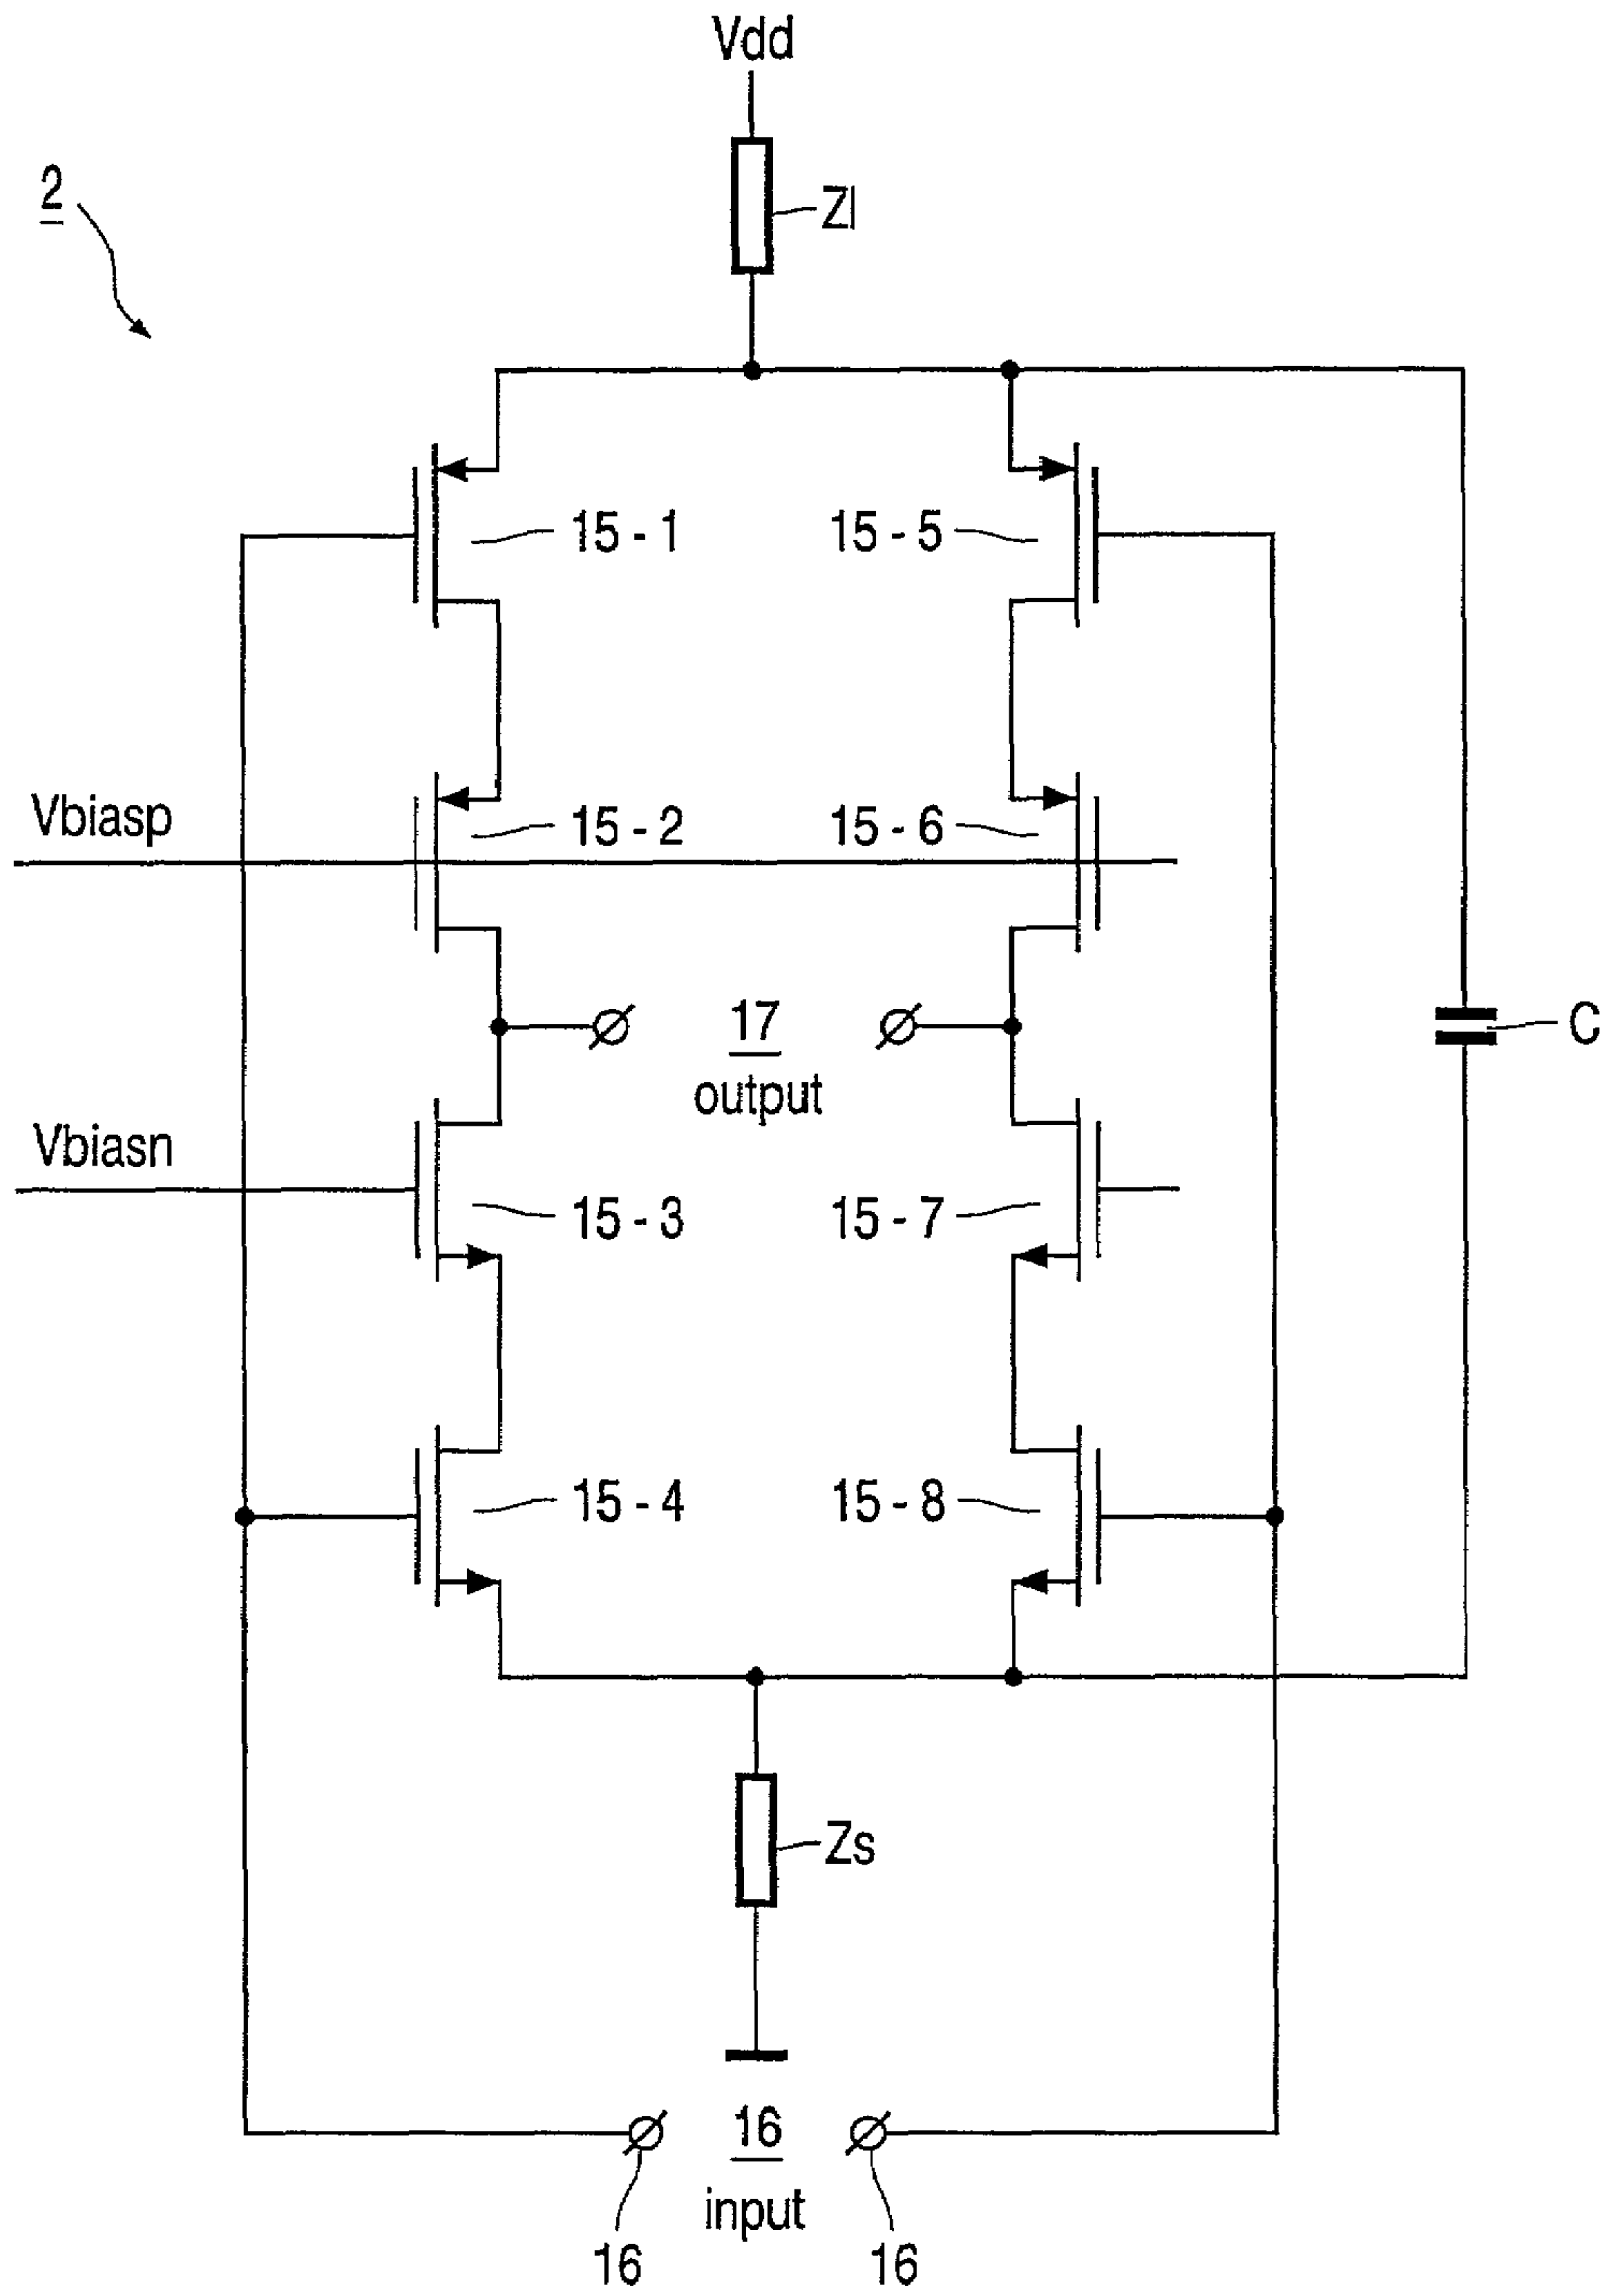 Vdd
2
Zl
15 - 1
15 - 5
Vbiasp
15 - 2
15 - 6
17
output
C
Vbiasn
15 - 3
15 - 7
15 - 4
15 - 8
Zs
16
input
16
16